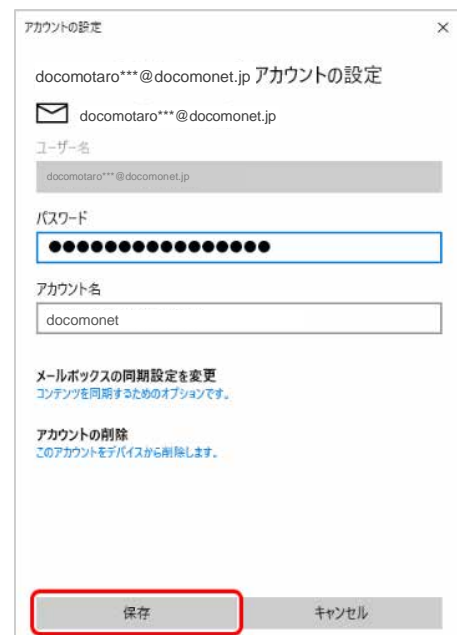 アカウントの設定
docomotaro***@docomonet.jp アカウントの設定
docomotaro***@docomonet.jp
ユーザー名
docomotaro***@docomonet.jp
パスワード
●●●●●●●●●●●●●●●●
アカウント名
docomonet
メールボックスの同期設定を変更
コンテンツを同期するためのオプションです。
アカウントの削除
このアカウントをデバイスから削除します。
保存 キャンセル